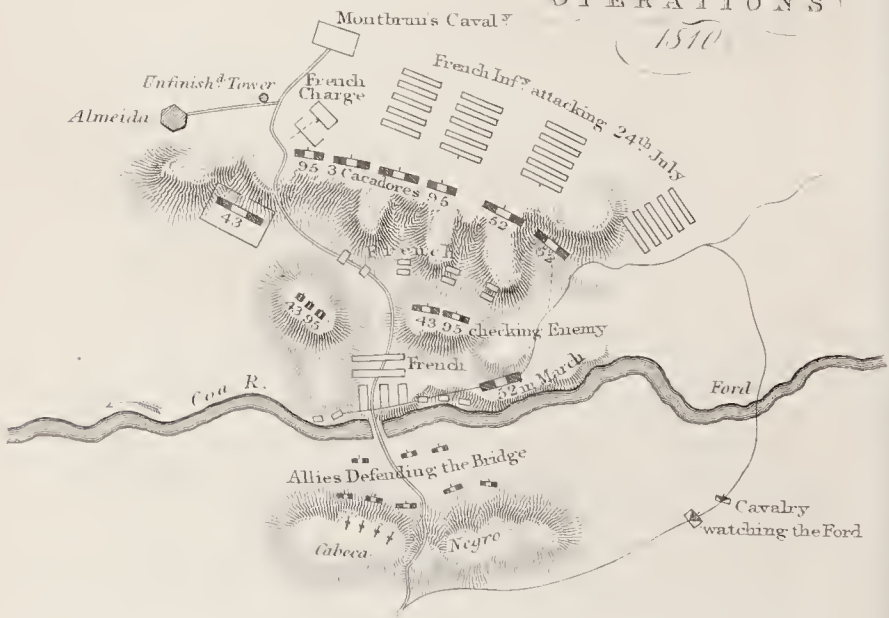 OPERATIONS
1810
Montbrun's Caval.y
Unfinish.d Tower
French
Charge
French Inf.y attacking 24th July
Almeida
95
3 Cacadores
95
52
52
43
French
43 95
43 95 checking Enemy
French
52 in March
Coa R.
Ford
Allies Defending the Bridge
Cavalry
watching the Ford
Cabeca
Negro